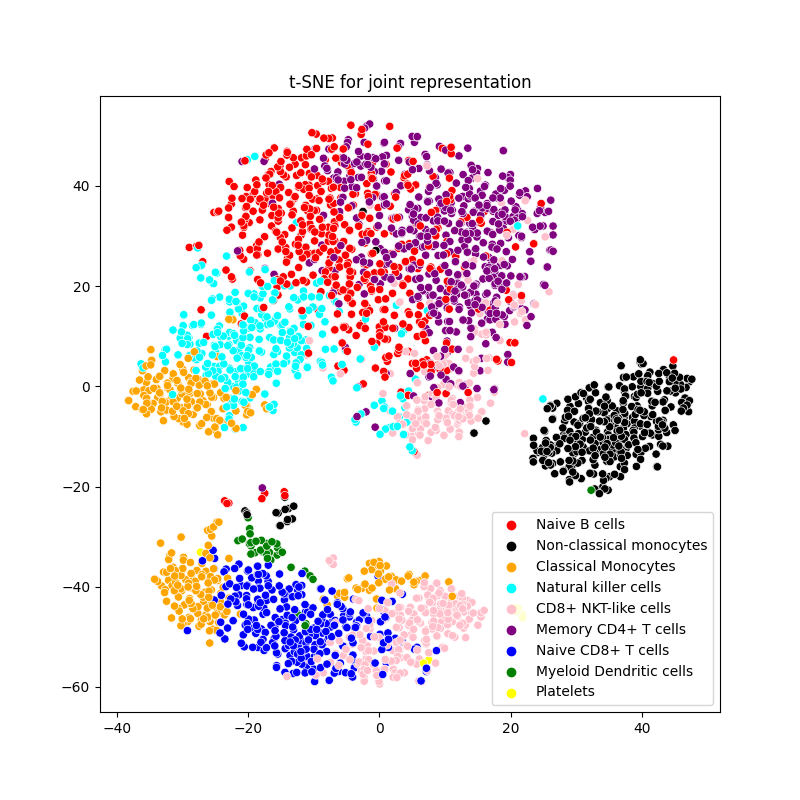 t-SNE for joint representation
40
20
0
−20
−40
−60
−40
−20
0
20
40
Naive B cells
Non-classical monocytes
Classical Monocytes
Natural killer cells
CD8+ NKT-like cells
Memory CD4+ T cells
Naive CD8+ T cells
Myeloid Dendritic cells
Platelets